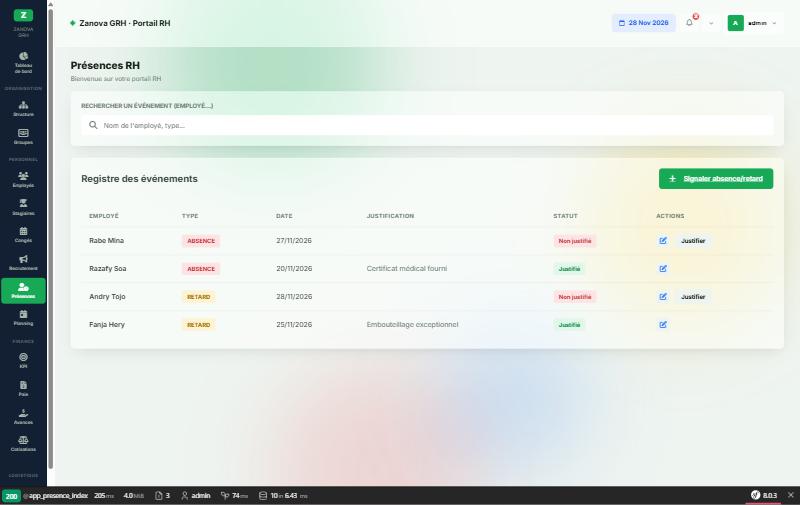 Z
ZANOVA
GRH
Tableau
de bord
ORGANISATION
Structure
Groupes
PERSONNEL
Employés
Stagiaires
Congés
Recrutement
Présences
Planning
FINANCE
KPI
Paie
Avances
Cotisations
LOGISTIQUE
Zanova GRH · Portail RH
28 Nov 2026
A admin
Présences RH
Bienvenue sur votre portail RH
RECHERCHER UN ÉVÉNEMENT (EMPLOYÉ...)
Nom de l'employé, type...
Registre des événements
Signaler absence/retard
EMPLOYÉ TYPE DATE JUSTIFICATION STATUT ACTIONS
Rabe Mina ABSENCE 27/11/2026 Non justifié Justifier
Razafy Soa ABSENCE 20/11/2026 Certificat médical fourni Justifié
Andry Tojo RETARD 28/11/2026 Non justifié Justifier
Fanja Hery RETARD 25/11/2026 Embouteillage exceptionnel Justifié
200 @app_presence_index 205 ms 4.0 MiB 3 admin 74 ms 10 in 6.43 ms 8.0.3